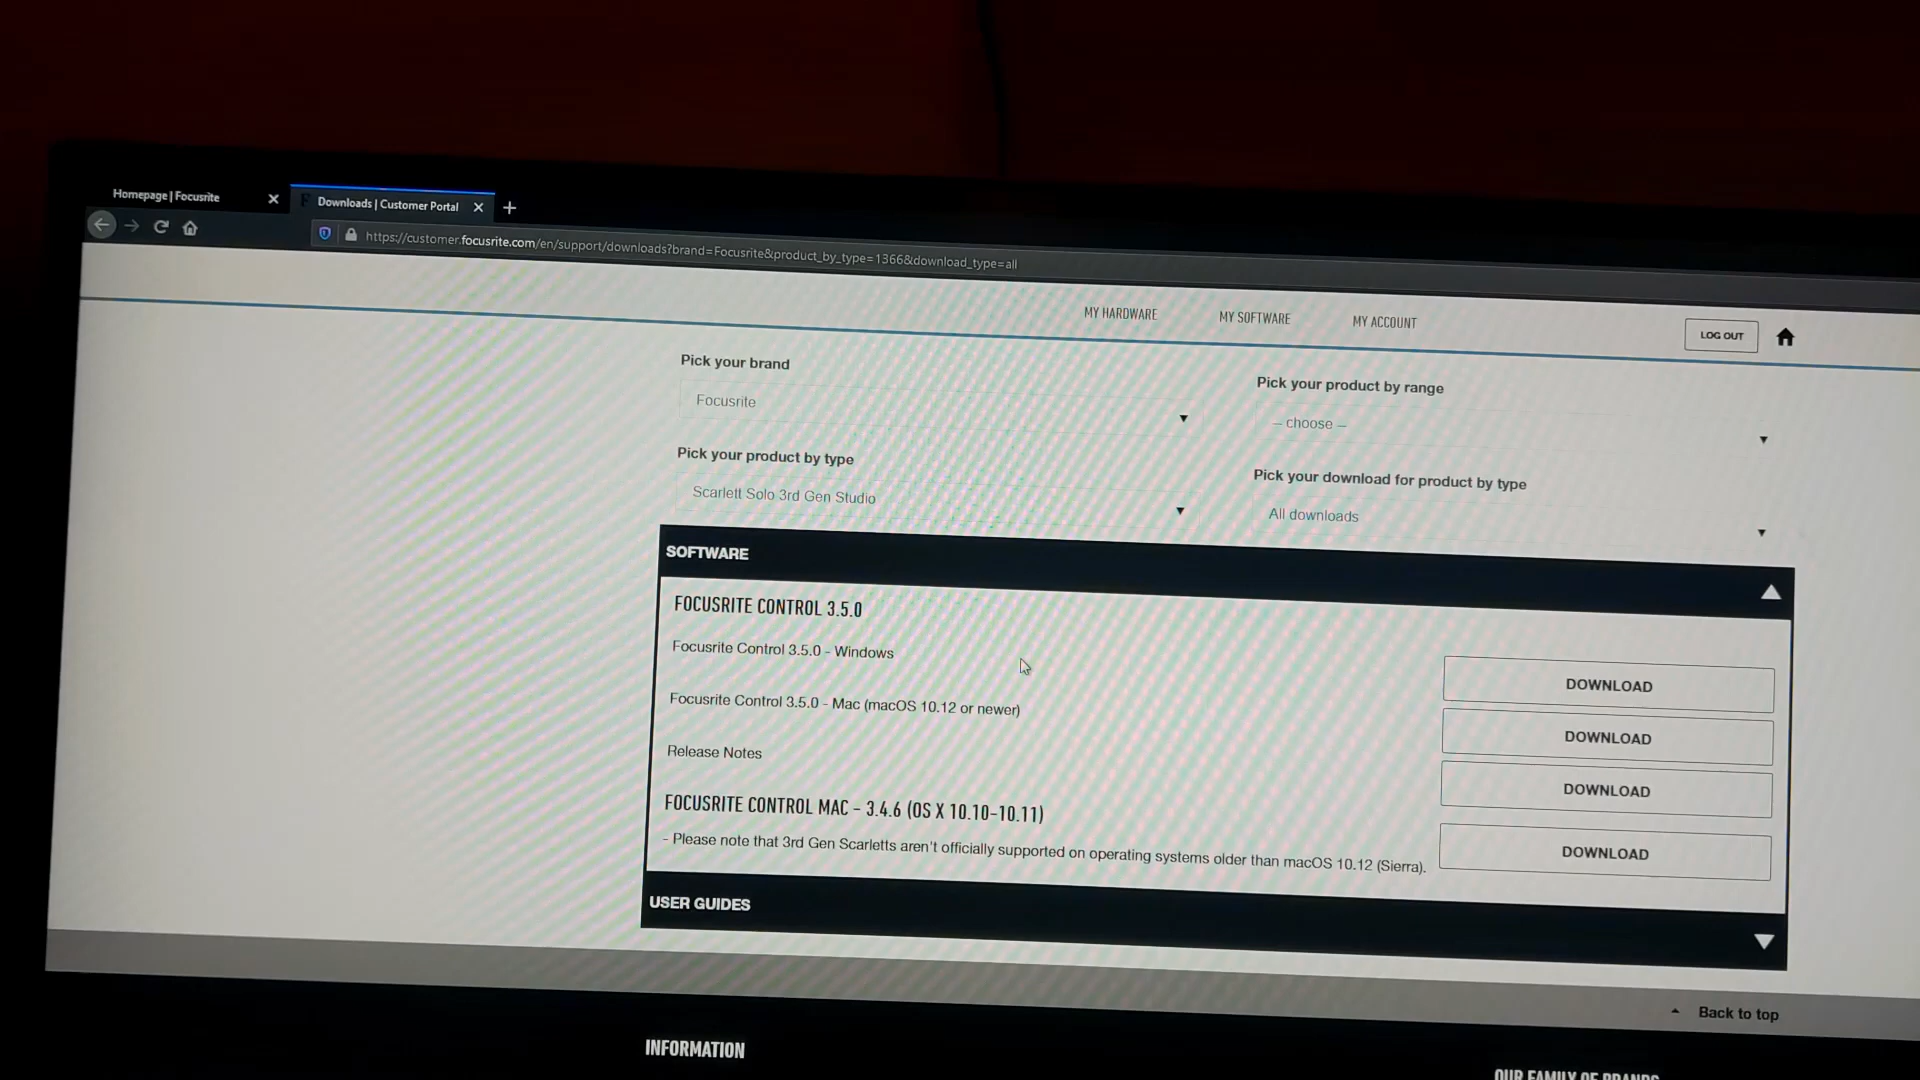 Homepage | Focusrite
Downloads | Customer Portal
https://customer.focusrite.com/en/support/downloads?brand=Focusrite&product_by_type=1366&download_type=all
MY HARDWARE
MY SOFTWARE
MY ACCOUNT
LOG OUT
Pick your brand
Focusrite
Pick your product by range
-- choose --
Pick your product by type
Scarlett Solo 3rd Gen Studio
Pick your download for product by type
All downloads
SOFTWARE
FOCUSRITE CONTROL 3.5.0
Focusrite Control 3.5.0 - Windows
DOWNLOAD
Focusrite Control 3.5.0 - Mac (macOS 10.12 or newer)
DOWNLOAD
Release Notes
DOWNLOAD
FOCUSRITE CONTROL MAC - 3.4.6 (OS X 10.10-10.11)
- Please note that 3rd Gen Scarletts aren't officially supported on operating systems older than macOS 10.12 (Sierra).
DOWNLOAD
USER GUIDES
Back to top
INFORMATION
OUR FAMILY OF BRANDS